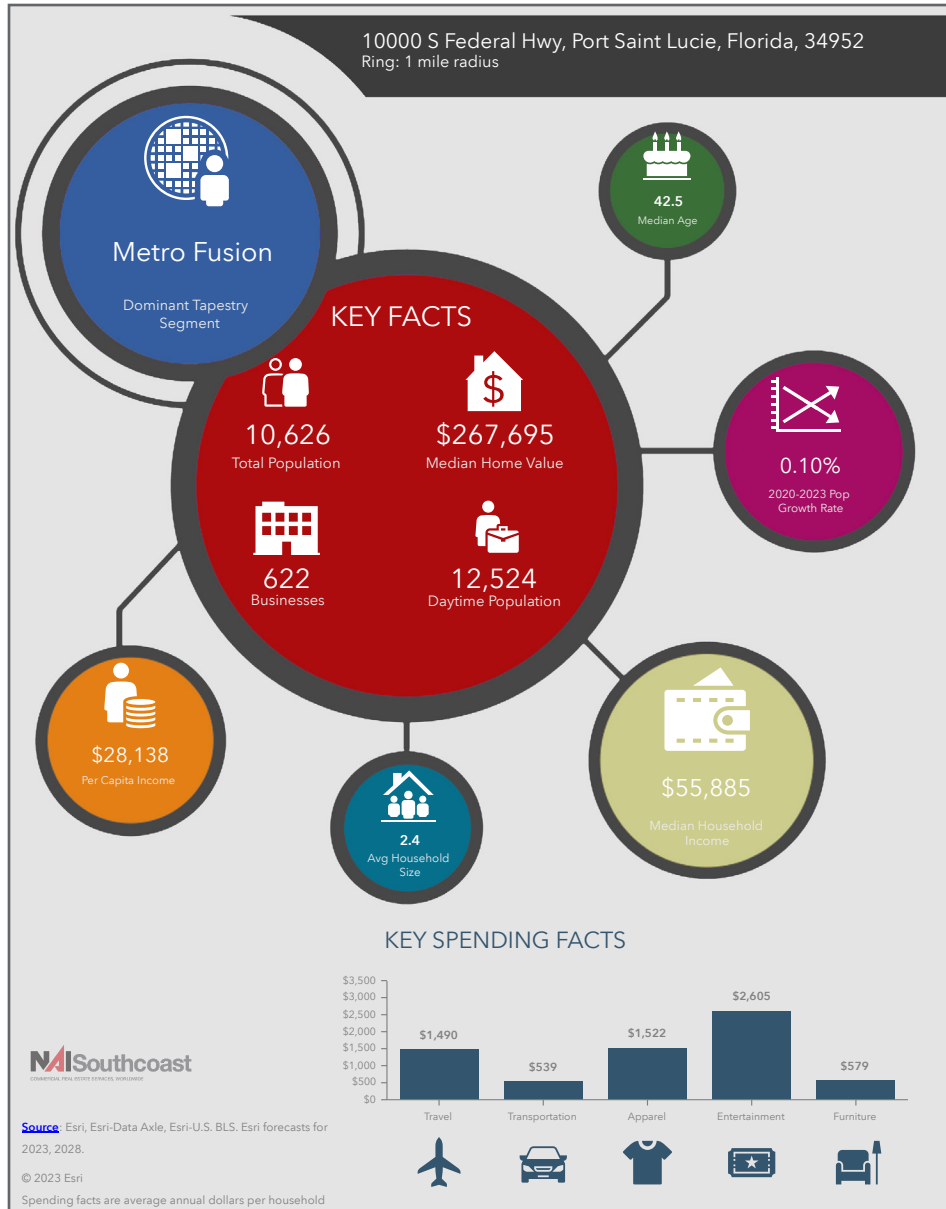 10000 S Federal Hwy, Port Saint Lucie, Florida, 34952
Ring: 1 mile radius
Metro Fusion
Dominant Tapestry
Segment
42.5
Median Age
KEY FACTS
10,626
Total Population
$267,695
Median Home Value
622
Businesses
12,524
Daytime Population
0.10%
2020-2023 Pop
Growth Rate
$28,138
Per Capita Income
2.4
Avg Household
Size
$55,885
Median Household
Income
KEY SPENDING FACTS
$3,500
$3,000
$2,500
$2,000
$1,500
$1,000
$500
$0
$1,490
$539
$1,522
$2,605
$579
Travel
Transportation
Apparel
Entertainment
Furniture
NAISouthcoast
COMMERCIAL REAL ESTATE SERVICES, WORLDWIDE
Source: Esri, Esri-Data Axle, Esri-U.S. BLS. Esri forecasts for
2023, 2028.
© 2023 Esri
Spending facts are average annual dollars per household